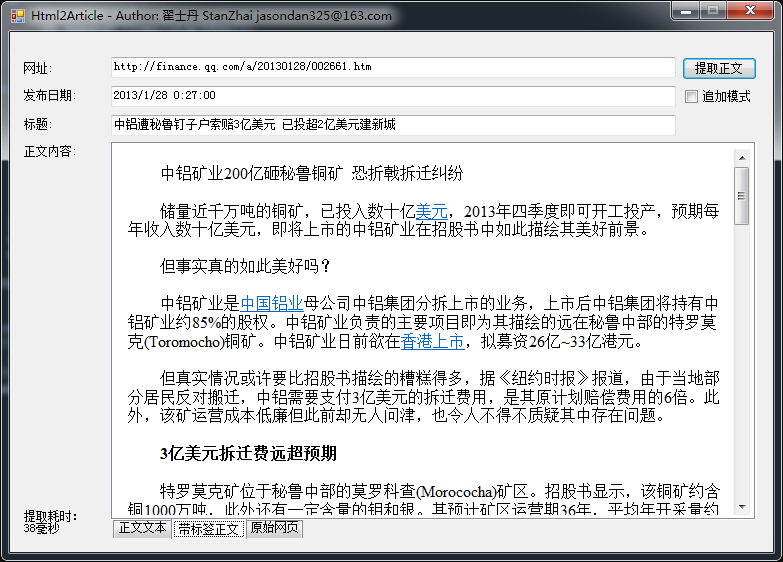 Html2Article - Author: 翟士丹 StanZhai jasondan325@163.com
网址: http://finance.qq.com/a/20130128/002661.htm 提取正文
发布日期: 2013/1/28 0:27:00 追加模式
标题: 中铝遭秘鲁钉子户索赔3亿美元 已投超2亿美元建新城
正文内容:
中铝矿业200亿砸秘鲁铜矿 恐折戟拆迁纠纷
储量近千万吨的铜矿，已投入数十亿美元，2013年四季度即可开工投产，预期每
年收入数十亿美元，即将上市的中铝矿业在招股书中如此描绘其美好前景。
但事实真的如此美好吗？
中铝矿业是中国铝业母公司中铝集团分拆上市的业务，上市后中铝集团将持有中
铝矿业约85%的股权。中铝矿业负责的主要项目即为其描绘的远在秘鲁中部的特罗莫
克(Toromocho)铜矿。中铝矿业日前欲在香港上市，拟募资26亿~33亿港元。
但真实情况或许要比招股书描绘的糟糕得多，据《纽约时报》报道，由于当地部
分居民反对搬迁，中铝需要支付3亿美元的拆迁费用，是其原计划赔偿费用的6倍。此
外，该矿运营成本低廉但此前却无人问津，也令人不得不质疑其中存在问题。
3亿美元拆迁费远超预期
特罗莫克矿位于秘鲁中部的莫罗科查(Morococha)矿区。招股书显示，该铜矿约含
铜1000万吨，此外还有一定含量的钼和银。其预计矿区运营期36年，平均年开采量约
提取耗时:
38毫秒
正文文本 带标签正文 原始网页